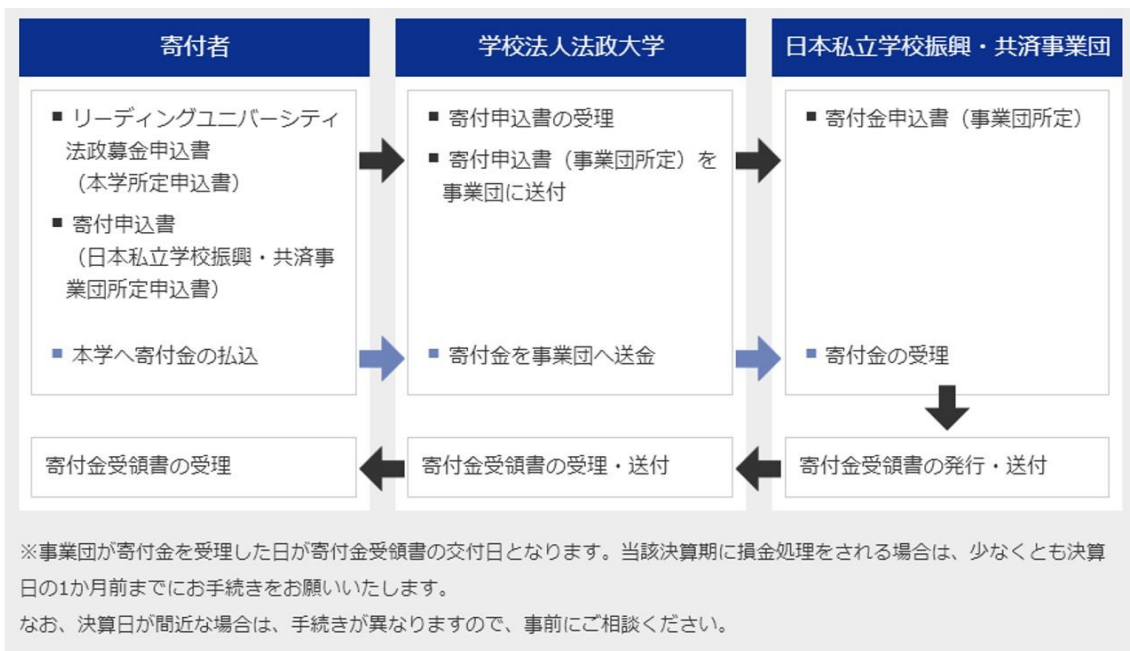 寄付者
学校法人法政大学
日本私立学校振興・共済事業団
■ リーディングユニバーシティ
法政募金申込書
（本学所定申込書）
■ 寄付申込書
（日本私立学校振興・共済事
業団所定申込書）
■ 本学へ寄付金の払込
■ 寄付申込書の受理
■ 寄付申込書（事業団所定）を
事業団に送付
■ 寄付金を事業団へ送金
■ 寄付金申込書（事業団所定）
■ 寄付金の受理
寄付金受領書の受理
寄付金受領書の受理・送付
寄付金受領書の発行・送付
※事業団が寄付金を受理した日が寄付金受領書の交付日となります。当該決算期に損金処理をされる場合は、少なくとも決算
日の1か月前までにお手続きをお願いいたします。
なお、決算日が間近な場合は、手続きが異なりますので、事前にご相談ください。